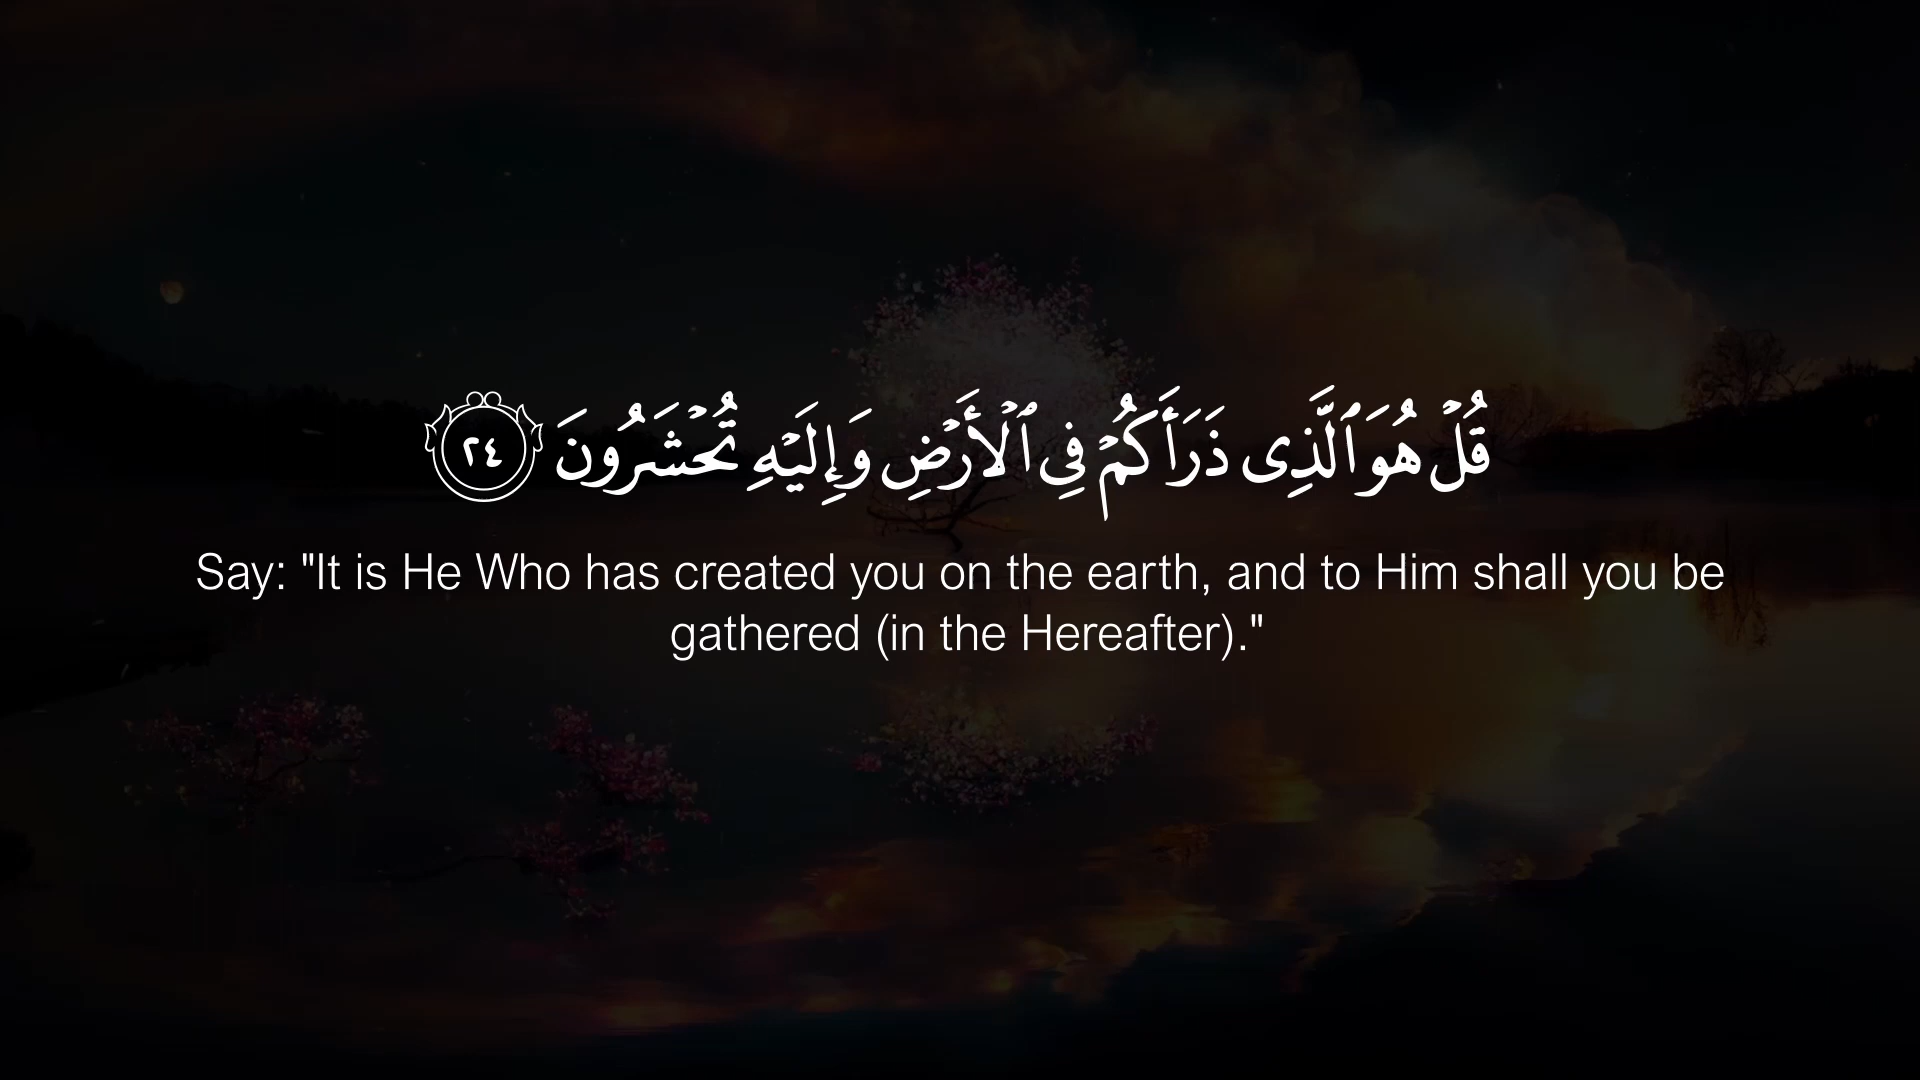 قُلْ هُوَ ٱلَّذِى ذَرَأَكُمْ فِى ٱلْأَرْضِ وَإِلَيْهِ تُحْشَرُونَ ٢٤
Say: "It is He Who has created you on the earth, and to Him shall you be
gathered (in the Hereafter)."